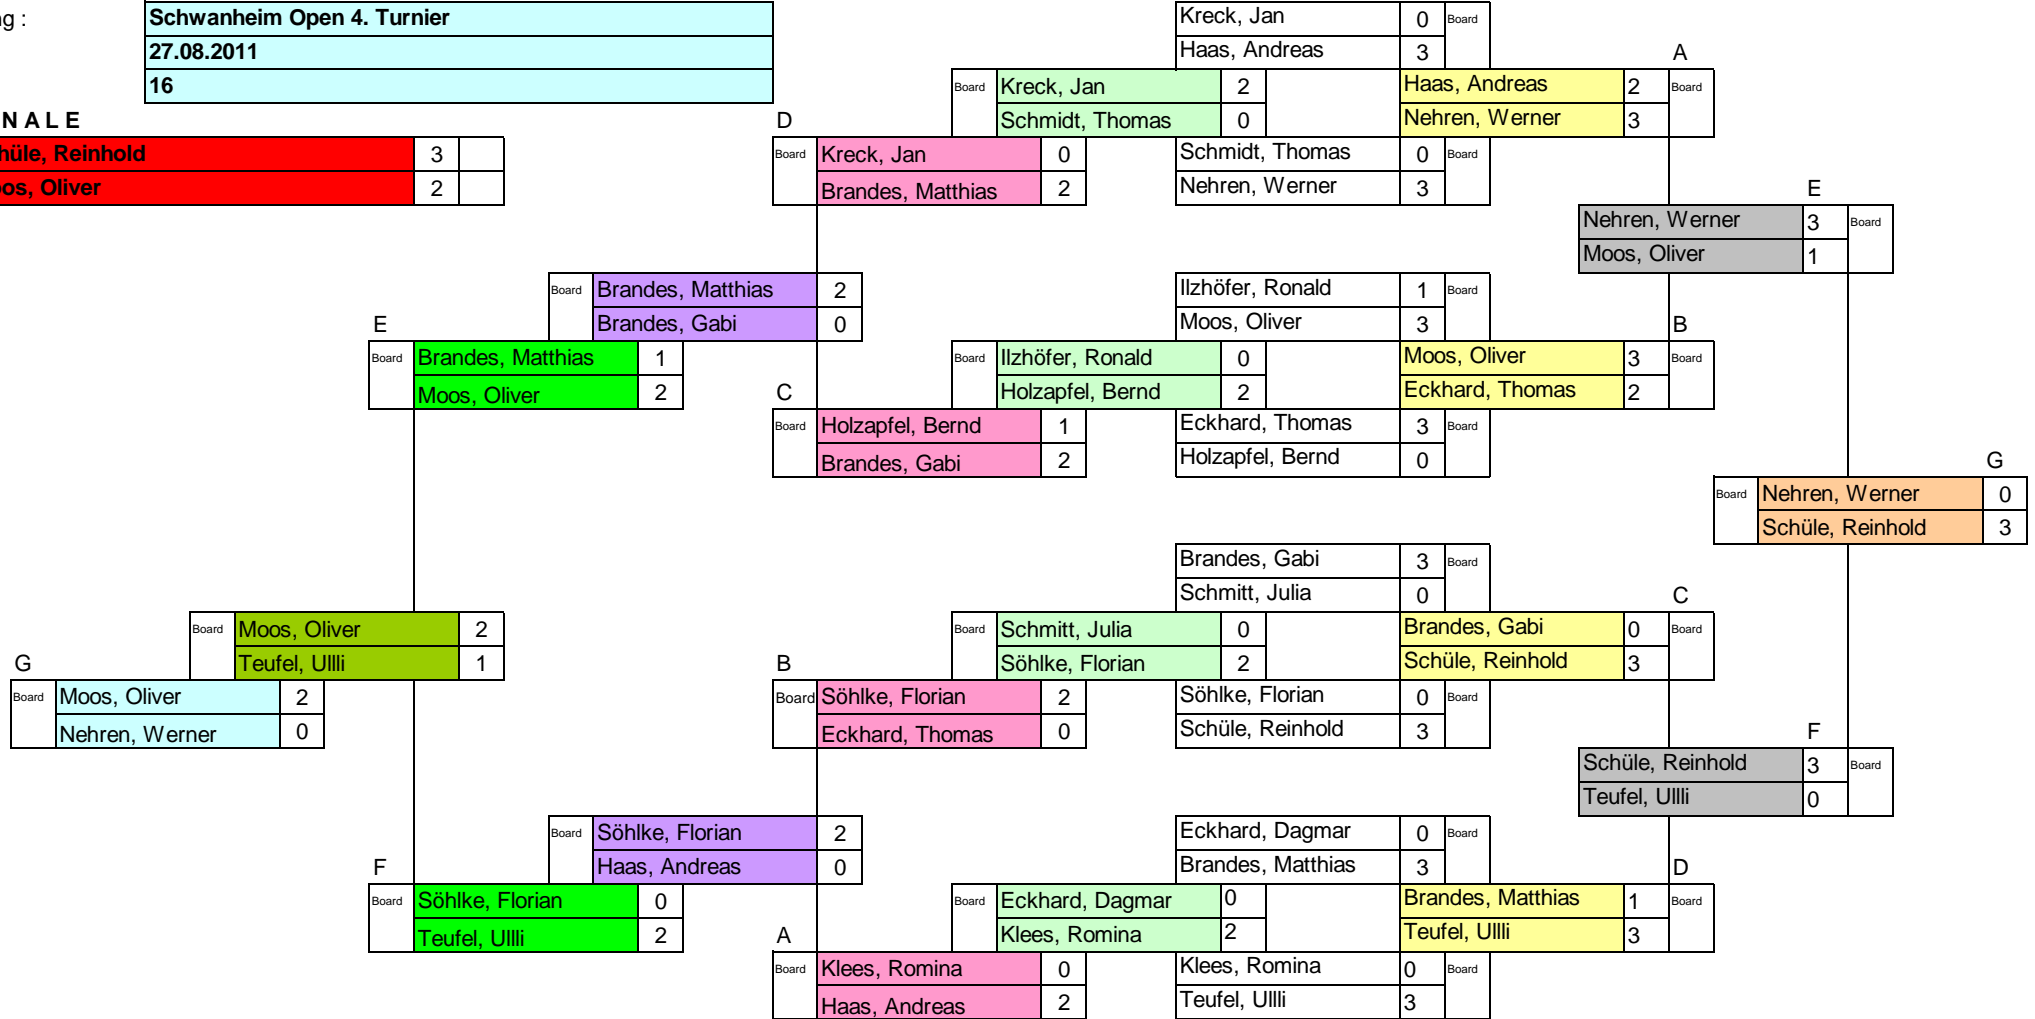 g :
Schwanheim Open 4. Turnier
Kreck, Jan 0 Board
27.08.2011
Haas, Andreas 3 A
16
Board Kreck, Jan 2 Haas, Andreas 2 Board
N A L E
D Schmidt, Thomas 0 Nehren, Werner 3
hüle, Reinhold 3 Board Kreck, Jan 0 Schmidt, Thomas 0 Board
os, Oliver 2 Brandes, Matthias 2 Nehren, Werner 3 E
Nehren, Werner 3 Board
Moos, Oliver 1
Board Brandes, Matthias 2 Ilzhöfer, Ronald 1 Board
E Brandes, Gabi 0 Moos, Oliver 3 B
Board Brandes, Matthias 1 Board Ilzhöfer, Ronald 0 Moos, Oliver 3 Board
Moos, Oliver 2 C Holzapfel, Bernd 2 Eckhard, Thomas 2
Board Holzapfel, Bernd 1 Eckhard, Thomas 3 Board
Brandes, Gabi 2 Holzapfel, Bernd 0 G
Board Nehren, Werner 0
Schüle, Reinhold 3
Brandes, Gabi 3 Board
Schmitt, Julia 0 C
Board Moos, Oliver 2 Board Schmitt, Julia 0 Brandes, Gabi 0 Board
G Teufel, Ullli 1 B Söhlke, Florian 2 Schüle, Reinhold 3
Board Moos, Oliver 2 Board Söhlke, Florian 2 Söhlke, Florian 0 Board
Nehren, Werner 0 Eckhard, Thomas 0 Schüle, Reinhold 3 F
Schüle, Reinhold 3 Board
Teufel, Ullli 0
Board Söhlke, Florian 2 Eckhard, Dagmar 0 Board
F Haas, Andreas 0 Brandes, Matthias 3 D
Board Söhlke, Florian 0 Board Eckhard, Dagmar 0 Brandes, Matthias 1 Board
Teufel, Ullli 2 A Klees, Romina 2 Teufel, Ullli 3
Board Klees, Romina 0 Klees, Romina 0 Board
Haas, Andreas 2 Teufel, Ullli 3